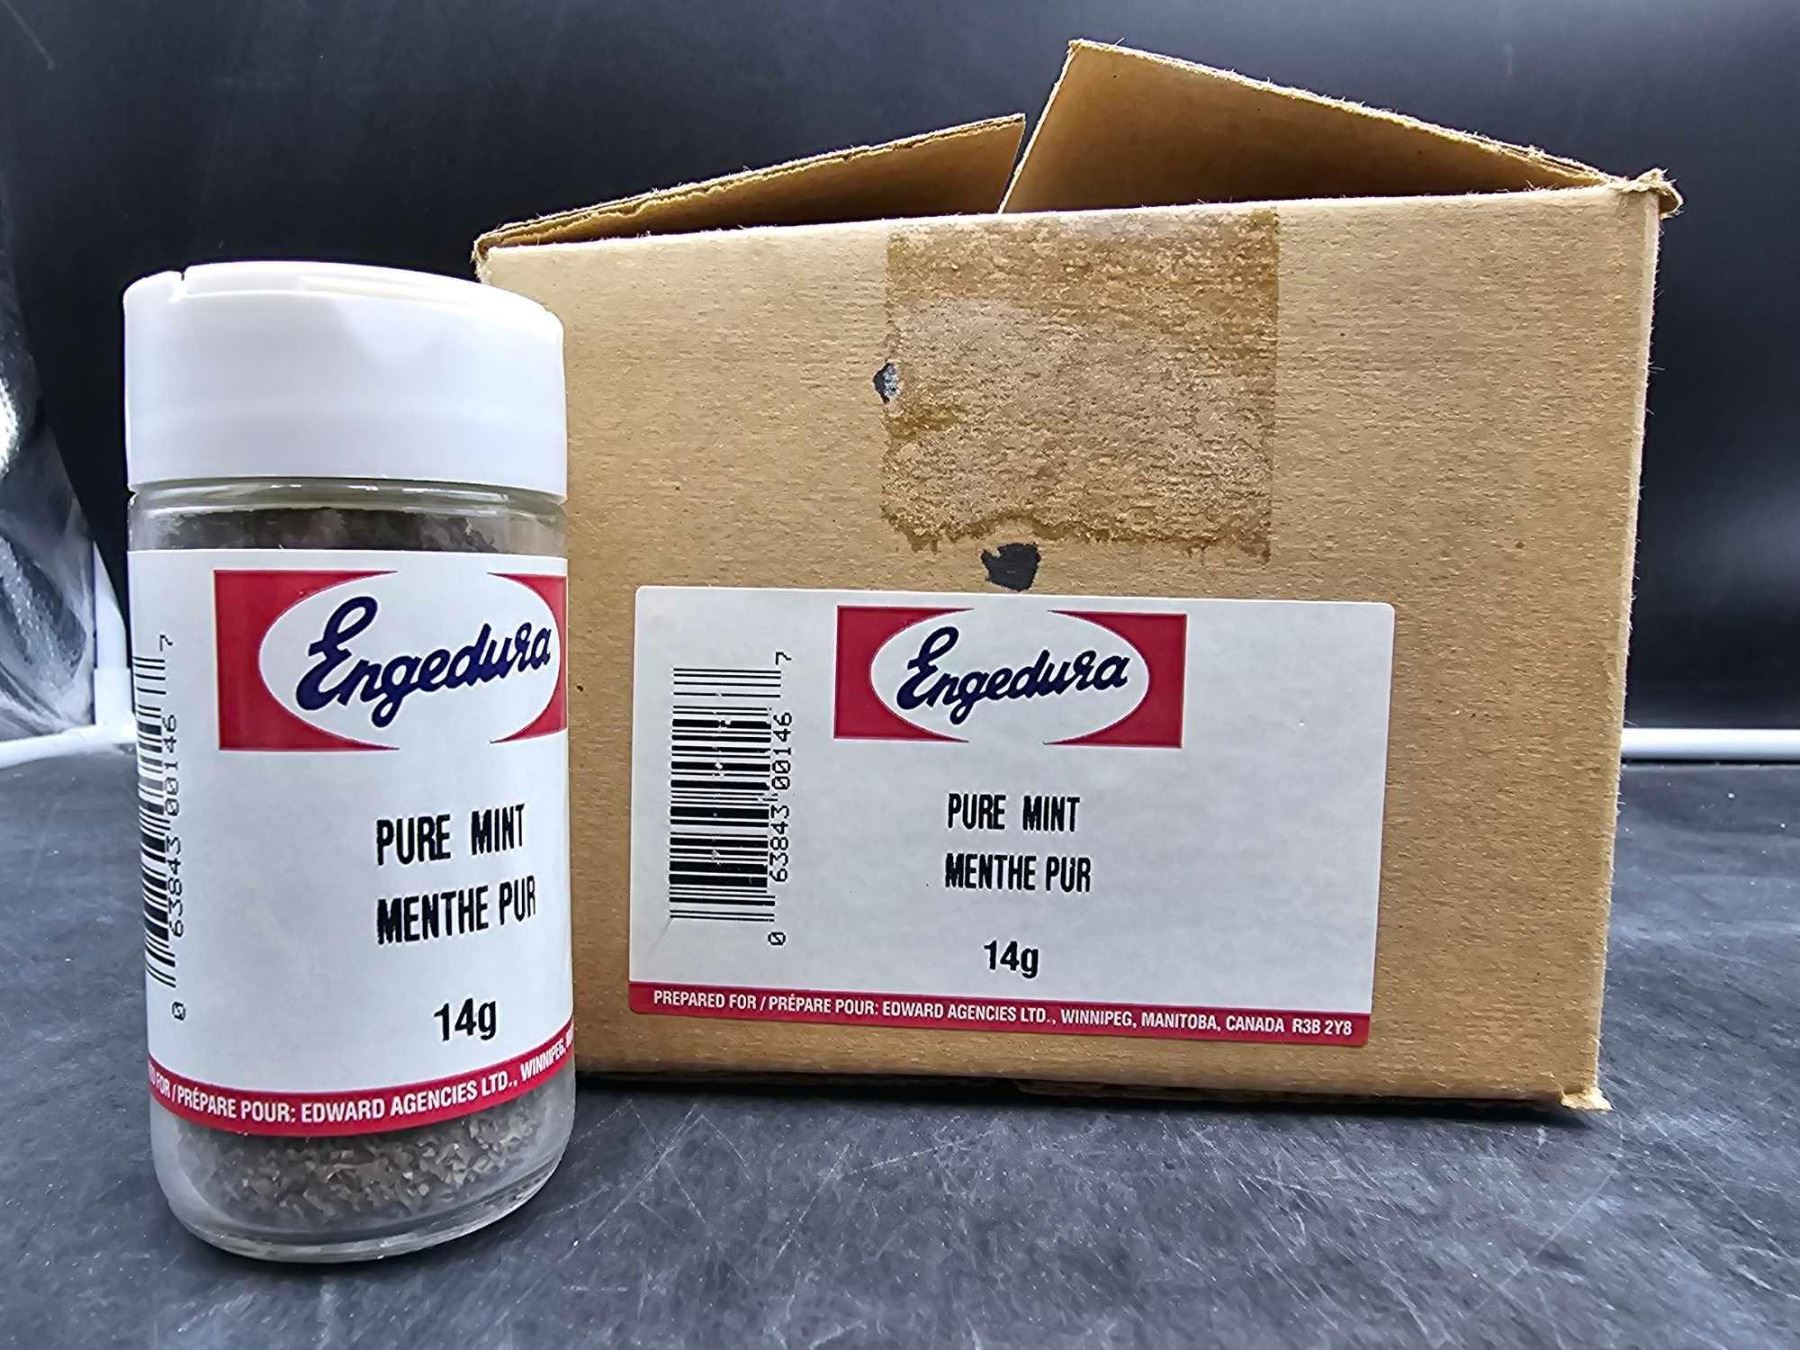 Engedura
PURE MINT
MENTHE PUR
14g
FOR / PRÉPARE POUR: EDWARD AGENCIES LTD., WINNIPEG,
0 63843 00146 7
Engedura
PURE MINT
MENTHE PUR
14g
0 63843 00146 7
PREPARED FOR / PRÉPARE POUR: EDWARD AGENCIES LTD., WINNIPEG, MANITOBA, CANADA R3B 2Y8